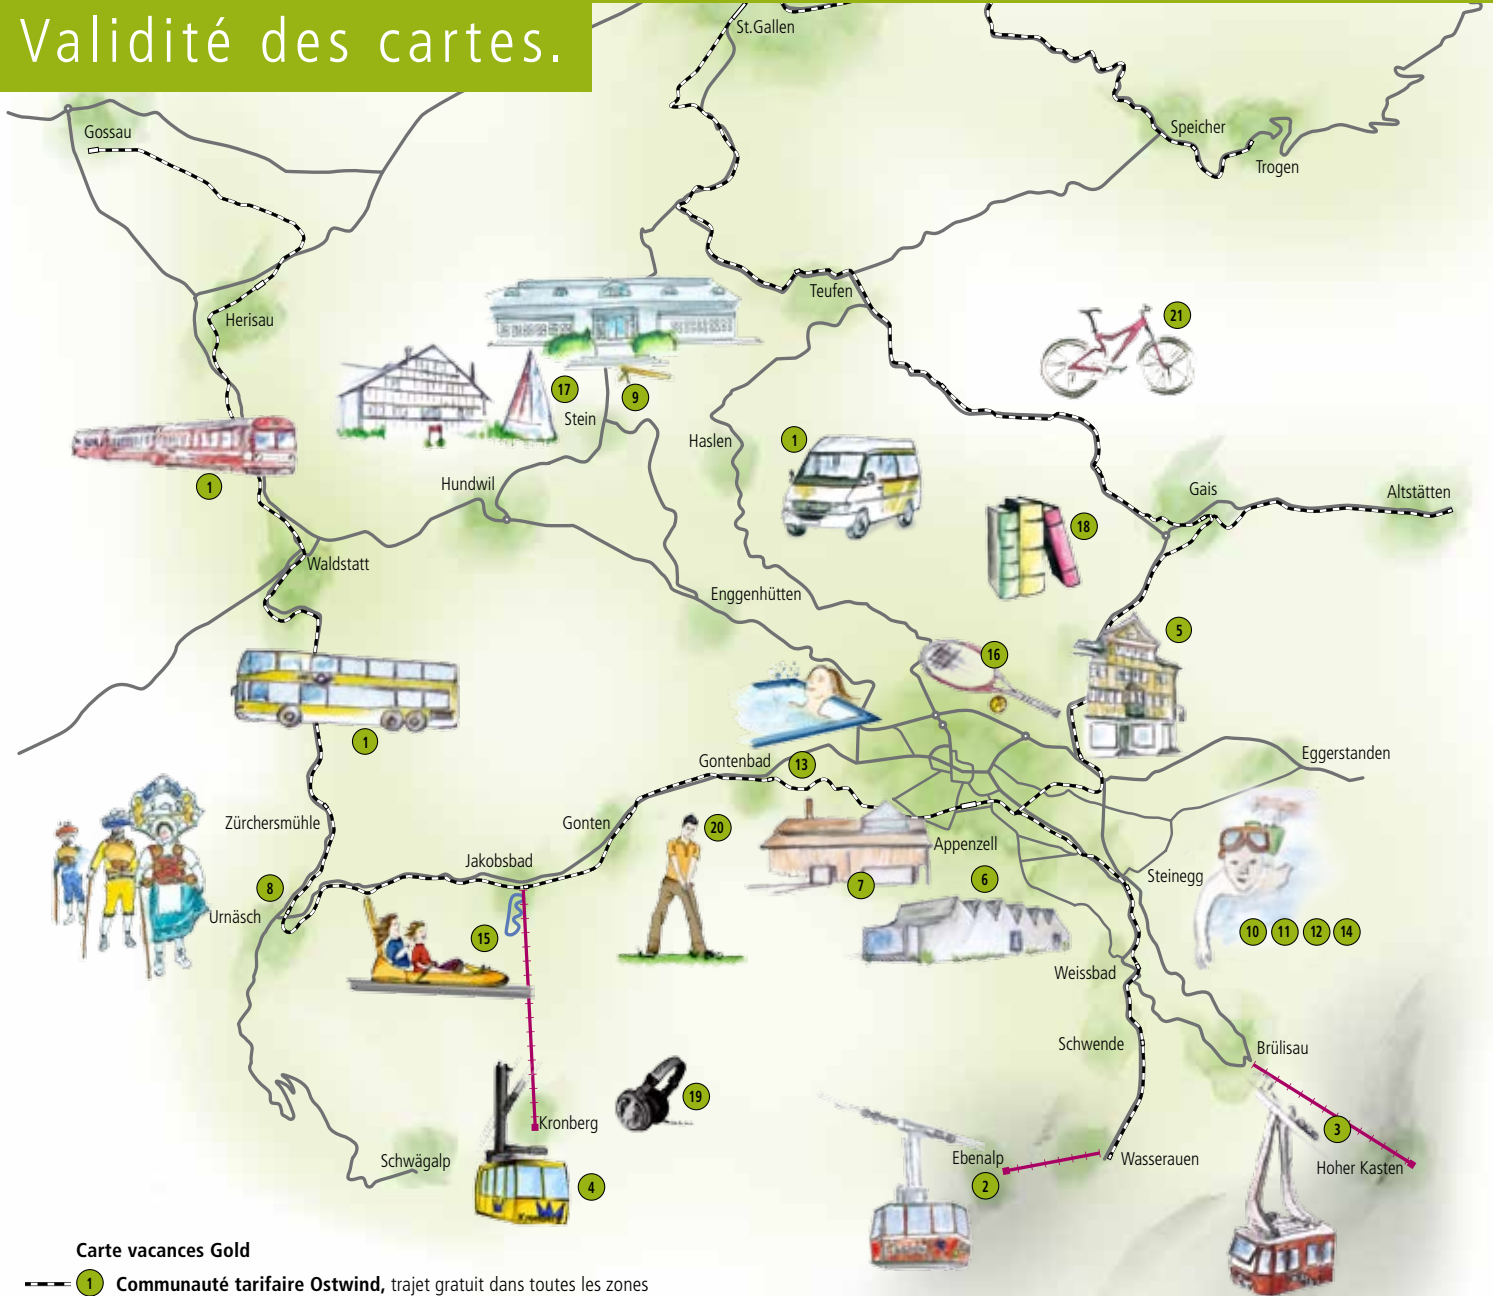 Validité des cartes.
St.Gallen
Gossau
Speicher
Trogen
Teufen
Herisau
21
17
9
Stein
Haslen
1
1
Hundwil
Gais
Altstätten
18
Waldstatt
Enggenhütten
5
16
1
Gontenbad
13
Eggerstanden
Zürchersmühle
Gonten
20
Appenzell
Jakobsbad
7
6
Steinegg
8
Urnäsch
15
10 11 12 14
Weissbad
Schwende
Brülisau
19
Kronberg
3
Schwägalp
Ebenalp
Wasserauen
Hoher Kasten
4
2
Carte vacances Gold
1 Communauté tarifaire Ostwind, trajet gratuit dans toutes les zones